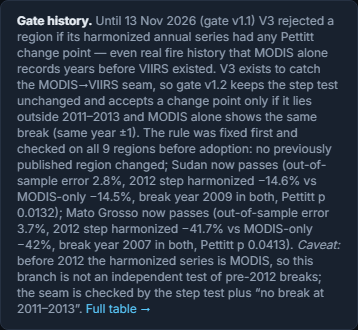 Gate history. Until 13 Nov 2026 (gate v1.1) V3 rejected a
region if its harmonized annual series had any Pettitt
change point — even real fire history that MODIS alone
records years before VIIRS existed. V3 exists to catch
the MODIS→VIIRS seam, so gate v1.2 keeps the step test
unchanged and accepts a change point only if it lies
outside 2011–2013 and MODIS alone shows the same
break (same year ±1). The rule was fixed first and
checked on all 9 regions before adoption: no previously
published region changed; Sudan now passes (out-of-
sample error 2.8%, 2012 step harmonized −14.6% vs
MODIS-only −14.5%, break year 2009 in both, Pettitt p
0.0132); Mato Grosso now passes (out-of-sample error
3.7%, 2012 step harmonized −41.7% vs MODIS-only
−42%, break year 2007 in both, Pettitt p 0.0413). Caveat:
before 2012 the harmonized series is MODIS, so this
branch is not an independent test of pre-2012 breaks;
the seam is checked by the step test plus “no break at
2011–2013”. Full table →